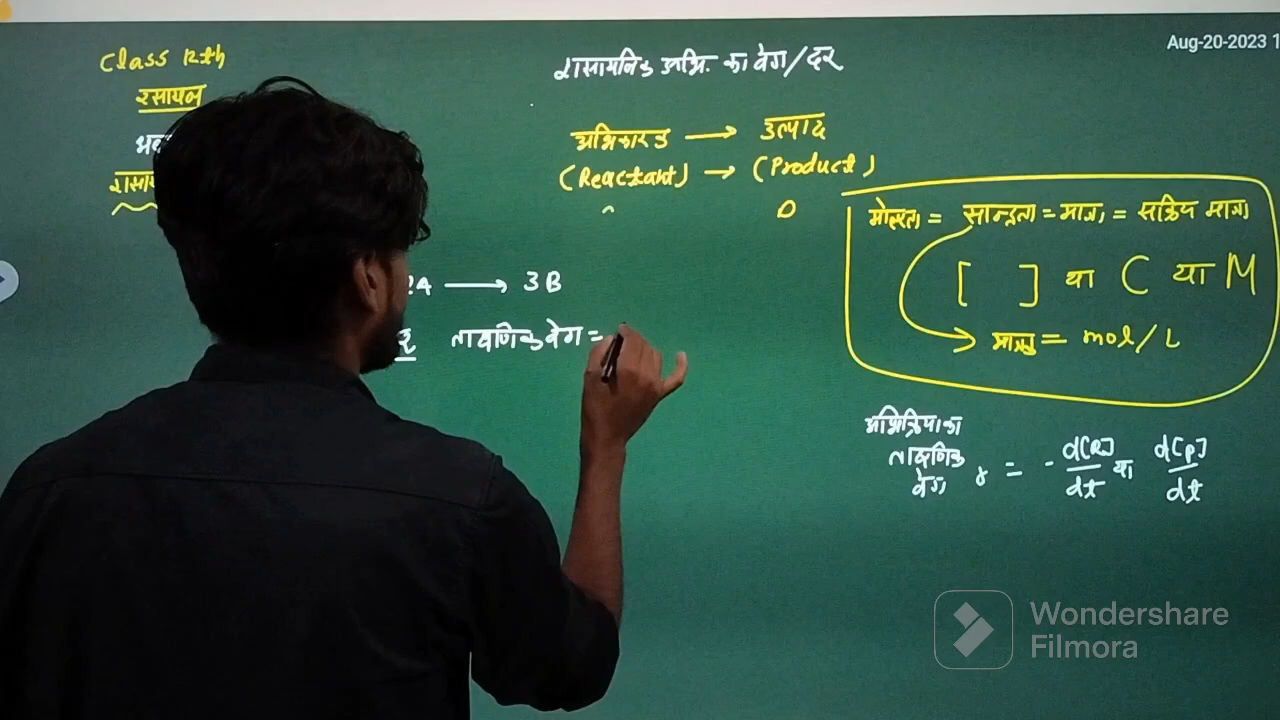 Aug-20-2023 1
Class 12th
रसायन
रासायनिक अभि. का वेग/दर
अभिकारक → उत्पाद
(Reactant) → (Product)
मोलरता = सान्द्रता = मात्रा = सक्रिय मात्रा
[ ] या C या M
मात्रक = mol/L
2A → 3B
ताक्षणिक वेग =
अभिक्रिया का
ताक्षणिक
वेग r = - d[R]/dt या d[P]/dt
Wondershare
Filmora